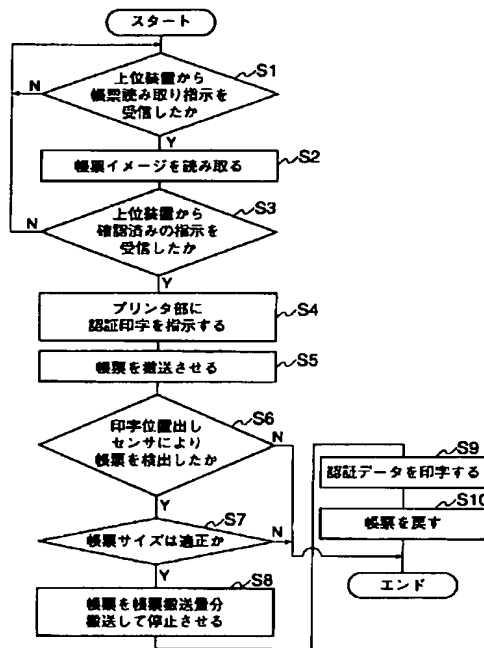 スタート
S1
上位装置から
帳票読み取り指示を
受信したか
N
Y
S2
帳票イメージを読み取る
S3
上位装置から
確認済みの指示を
受信したか
N
Y
S4
プリンタ部に
認証印字を指示する
S5
帳票を搬送させる
S6
印字位置出し
センサにより
帳票を検出したか
N
Y
S7
帳票サイズは適正か
N
Y
S8
帳票を帳票搬送量分
搬送して停止させる
S9
認証データを印字する
S10
帳票を戻す
エンド